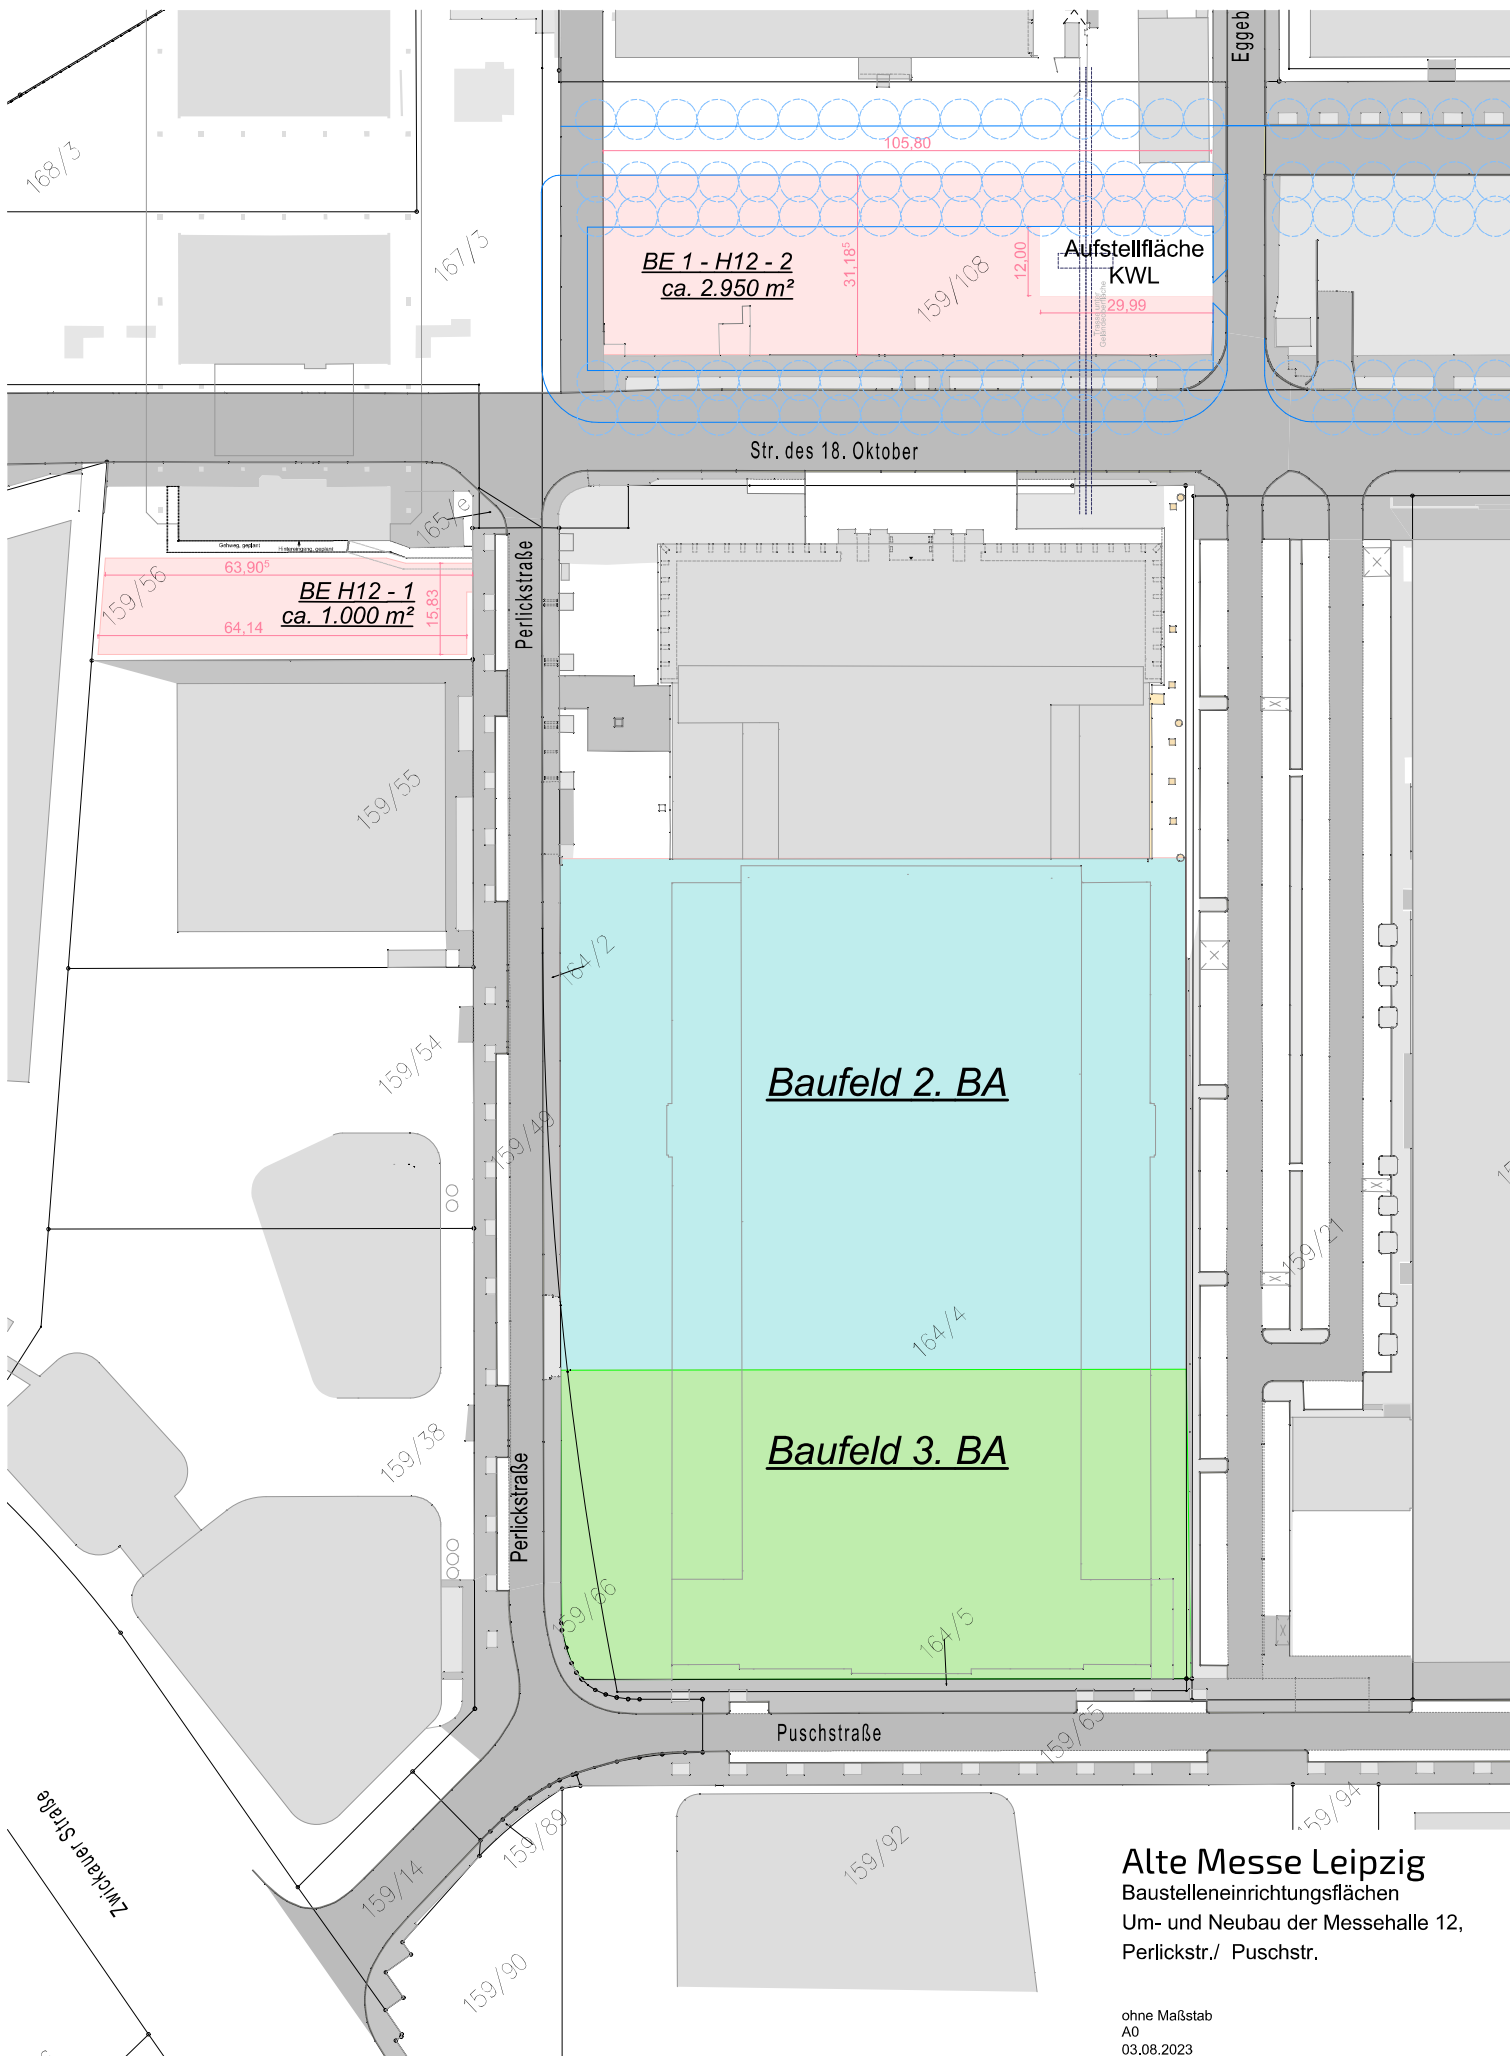 Eggeb
168/3
105,80
167/3
BE 1 - H12 - 2
ca. 2.950 m²
31,18⁵
159/108
12,00
Aufstellfläche
KWL
29,99
Str. des 18. Oktober
165/e
Gehweg, geplant
Hintereingang, geplant
159/56
63,90⁵
BE H12 - 1
ca. 1.000 m²
15,83
64,14
Perlickstraße
159/55
164/2
159/54
Baufeld 2. BA
159/49
159/21
164/4
159/38
Baufeld 3. BA
Perlickstraße
159/66
164/5
Puschstraße
159/65
Zwickauer Straße
159/89
159/14
159/92
159/94
159/90
Alte Messe Leipzig
Baustelleneinrichtungsflächen
Um- und Neubau der Messehalle 12,
Perlickstr./ Puschstr.
ohne Maßstab
A0
03.08.2023